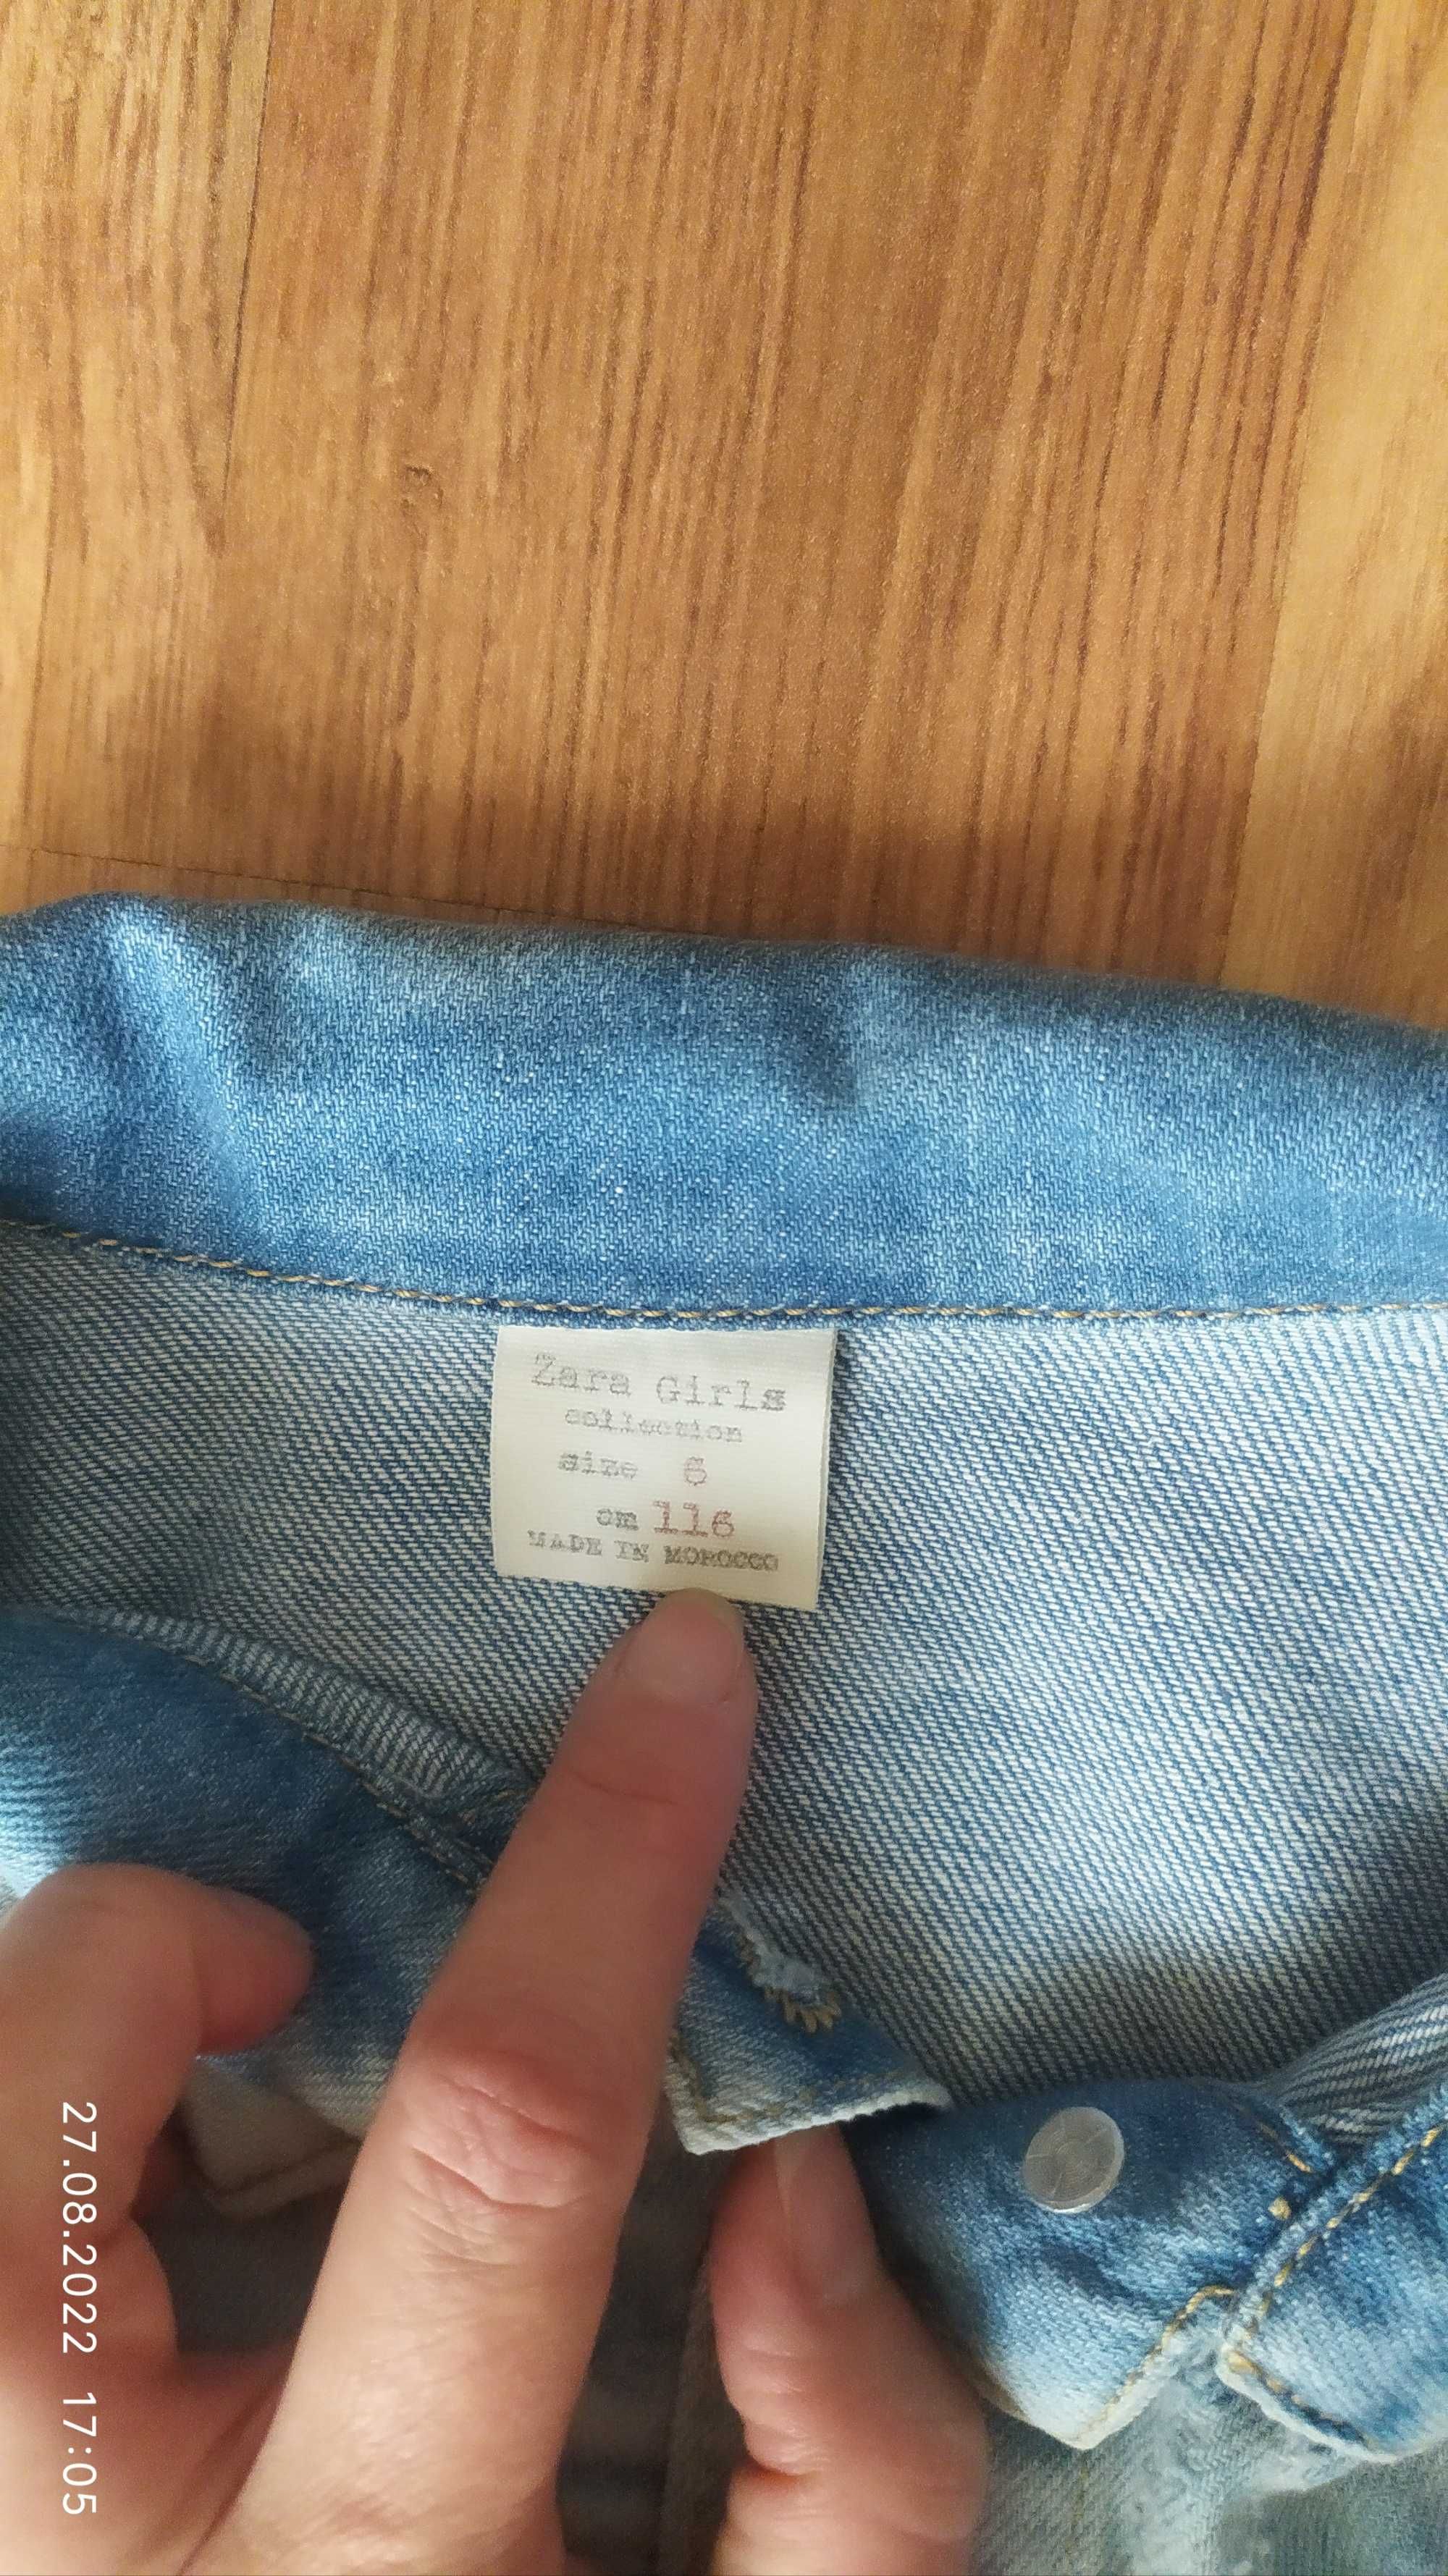 Zara Girls
collection
size 6
cm 116
MADE IN MOROCCO
27.08.2022 17:05